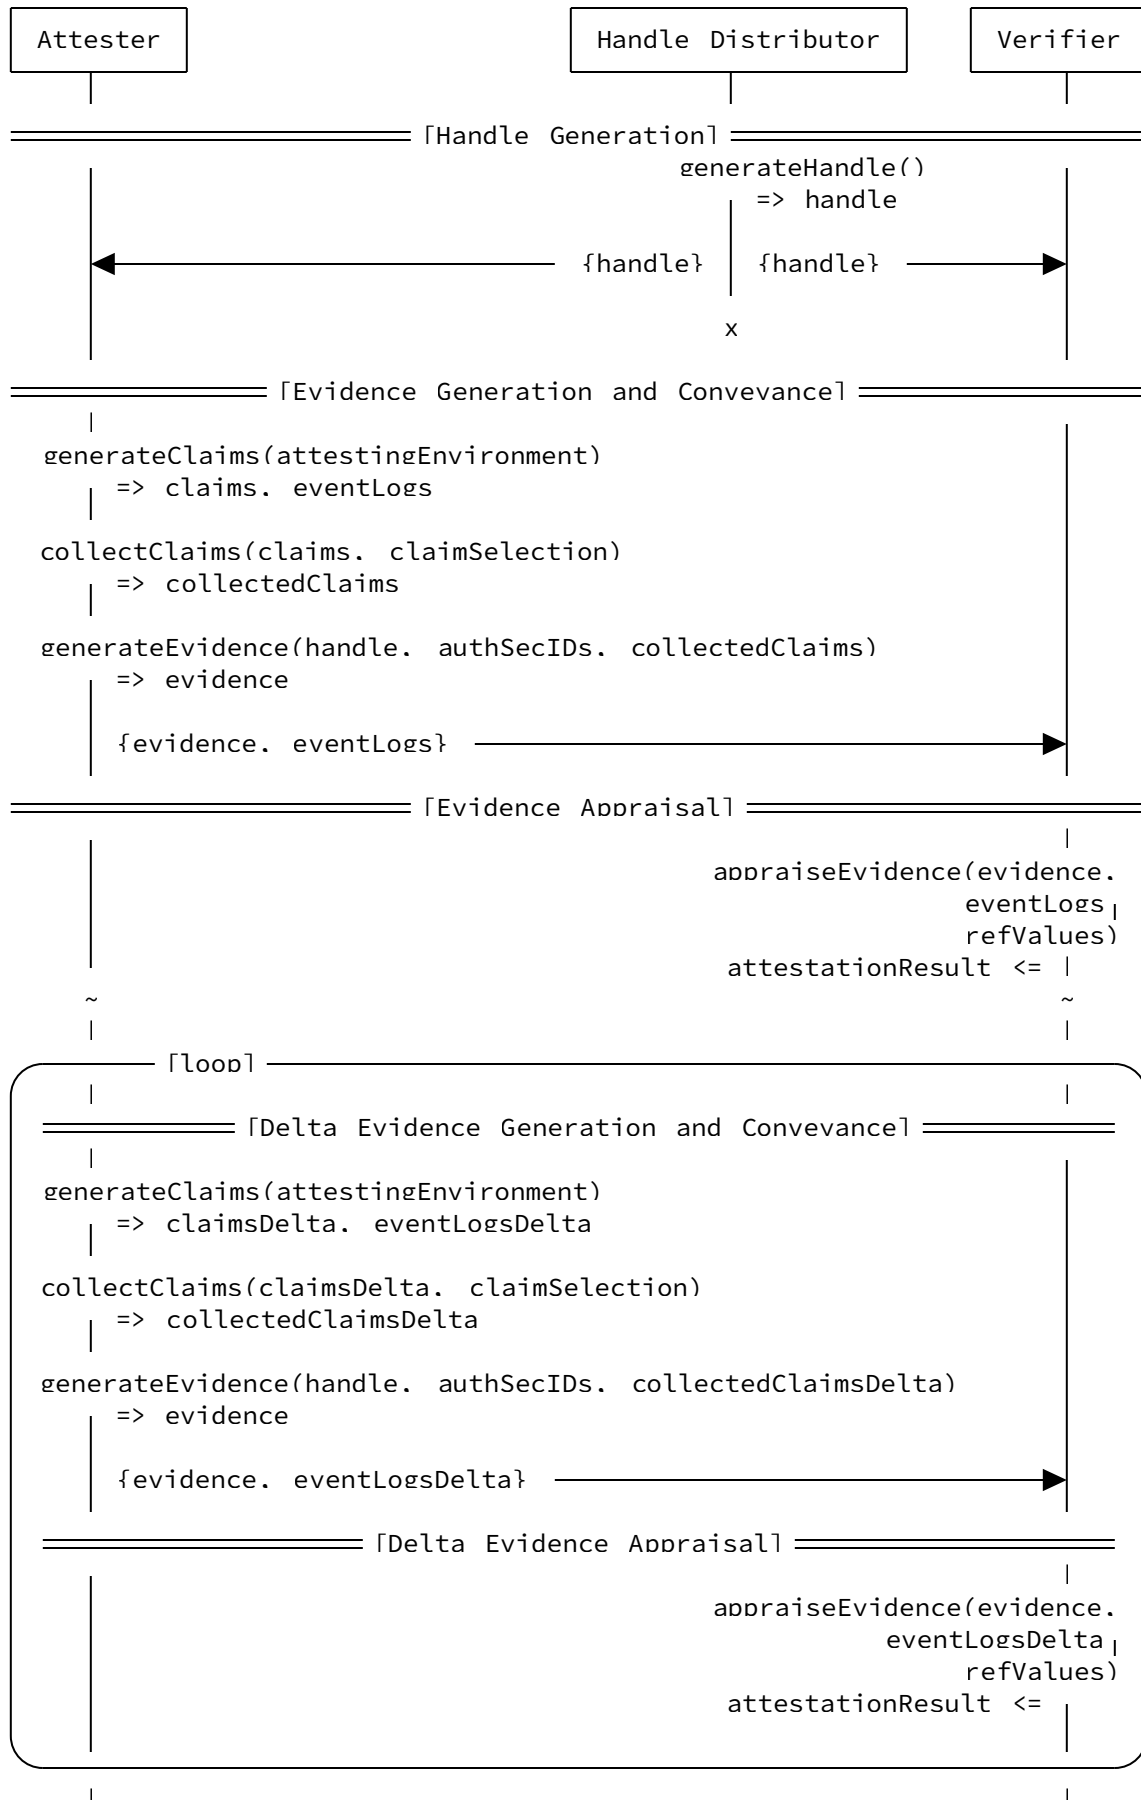 Attester
Handle Distributor
Verifier
[Handle Generation]
generateHandle()
=> handle
{handle} {handle}
x
[Evidence Generation and Conveyance]
generateClaims(attestingEnvironment)
=> claims, eventLogs
collectClaims(claims, claimSelection)
=> collectedClaims
generateEvidence(handle, authSecIDs, collectedClaims)
=> evidence
{evidence, eventLogs}
[Evidence Appraisal]
appraiseEvidence(evidence,
eventLogs,
refValues)
attestationResult <=
~ ~
[loop]
[Delta Evidence Generation and Conveyance]
generateClaims(attestingEnvironment)
=> claimsDelta, eventLogsDelta
collectClaims(claimsDelta, claimSelection)
=> collectedClaimsDelta
generateEvidence(handle, authSecIDs, collectedClaimsDelta)
=> evidence
{evidence, eventLogsDelta}
[Delta Evidence Appraisal]
appraiseEvidence(evidence,
eventLogsDelta,
refValues)
attestationResult <=